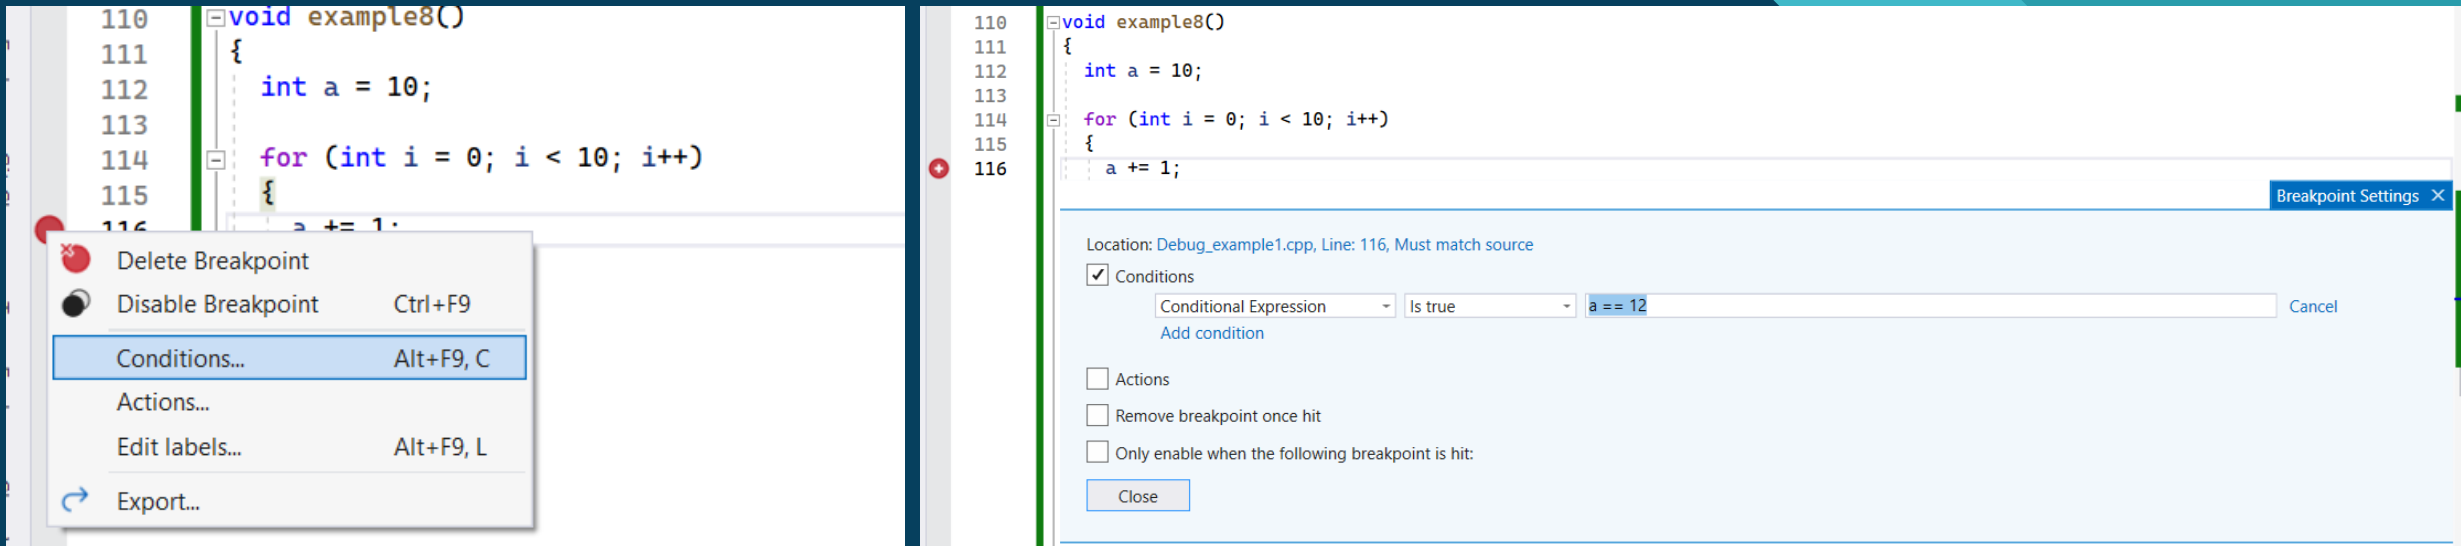 110 void example8()
111 {
112 int a = 10;
113
114 for (int i = 0; i < 10; i++)
115 {
116 a += 1;
Delete Breakpoint
Disable Breakpoint Ctrl+F9
Conditions... Alt+F9, C
Actions...
Edit labels... Alt+F9, L
Export...
110 void example8()
111 {
112 int a = 10;
113
114 for (int i = 0; i < 10; i++)
115 {
116 a += 1;
Breakpoint Settings
Location: Debug_example1.cpp, Line: 116, Must match source
Conditions
Conditional Expression Is true a == 12 Cancel
Add condition
Actions
Remove breakpoint once hit
Only enable when the following breakpoint is hit:
Close